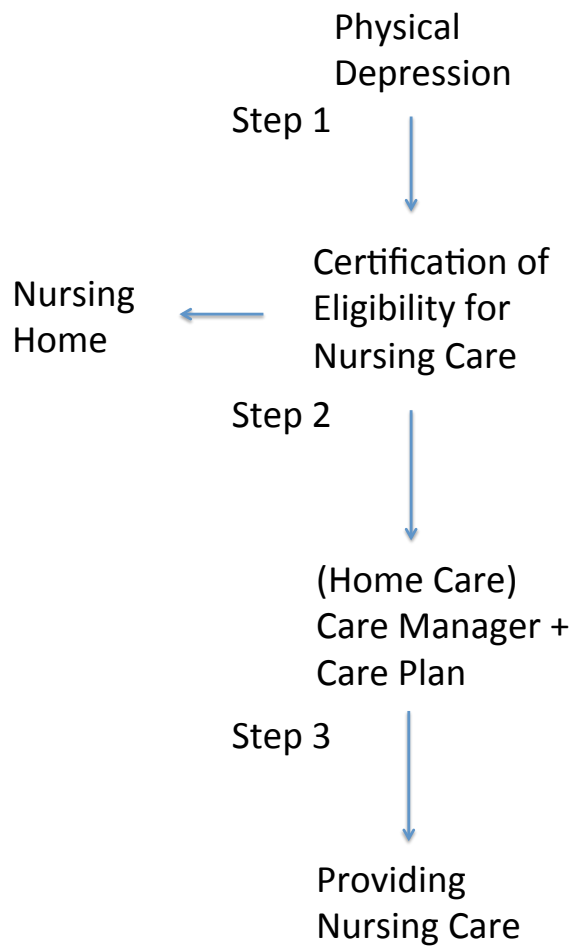 Physical
Depression
Step 1
Certification of
Eligibility for
Nursing Care
Nursing
Home
Step 2
(Home Care)
Care Manager +
Care Plan
Step 3
Providing
Nursing Care